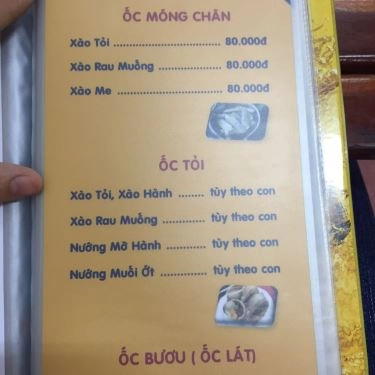 ỐC MÓNG CHÂN
Xào Tỏi ........................... 80.000đ
Xào Rau Muống ............ 80.000đ
Xào Me ........................... 80.000đ
ỐC TỎI
Xào Tỏi, Xào Hành ....... tùy theo con
Xào Rau Muống ............. tùy theo con
Nướng Mỡ Hành ............ tùy theo con
Nướng Muối Ớt .............. tùy theo con
ỐC BƯƠU ( ỐC LÁT)